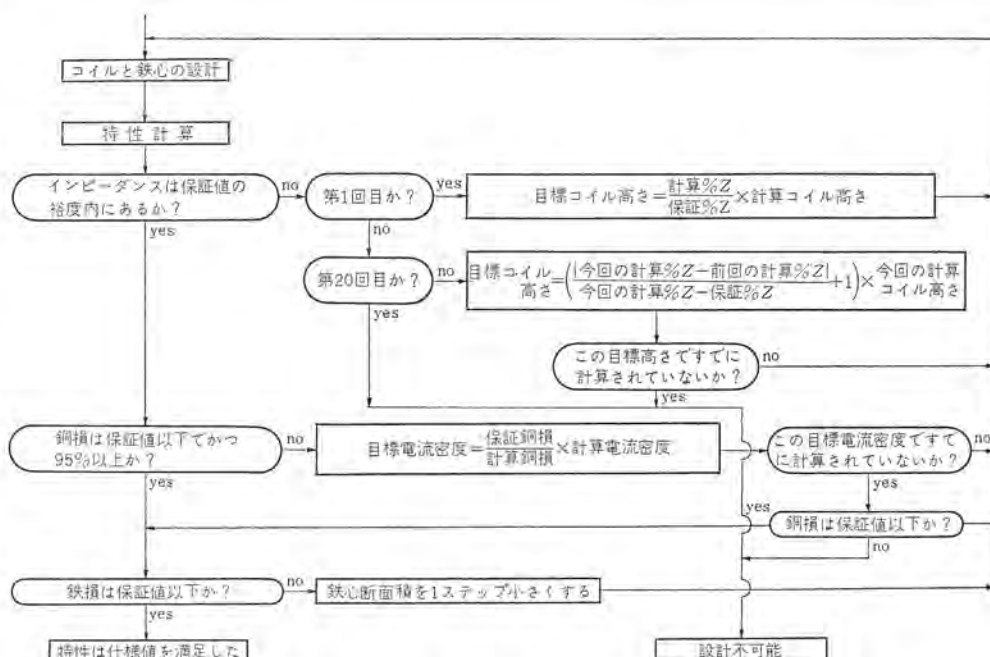 コイルと鉄心の設計
特性計算
インピーダンスは保証値の
裕度内にあるか?
no
第1回目か?
yes
目標コイル高さ=計算%Z/保証%Z×計算コイル高さ
yes
no
第20回目か?
no
目標コイル高さ=(|今回の計算%Z-前回の計算%Z|/今回の計算%Z-保証%Z+1)×今回の計算コイル高さ
yes
この目標高さですでに
計算されていないか?
no
yes
銅損は保証値以下でかつ
95%以上か?
no
目標電流密度=保証銅損/計算銅損×計算電流密度
この目標電流密度ですで
に計算されていないか?
no
yes
yes
yes
銅損は保証値以下か?
no
鉄損は保証値以下か?
no
鉄心断面積を1ステップ小さくする
yes
特性は仕様値を満足した
設計不可能